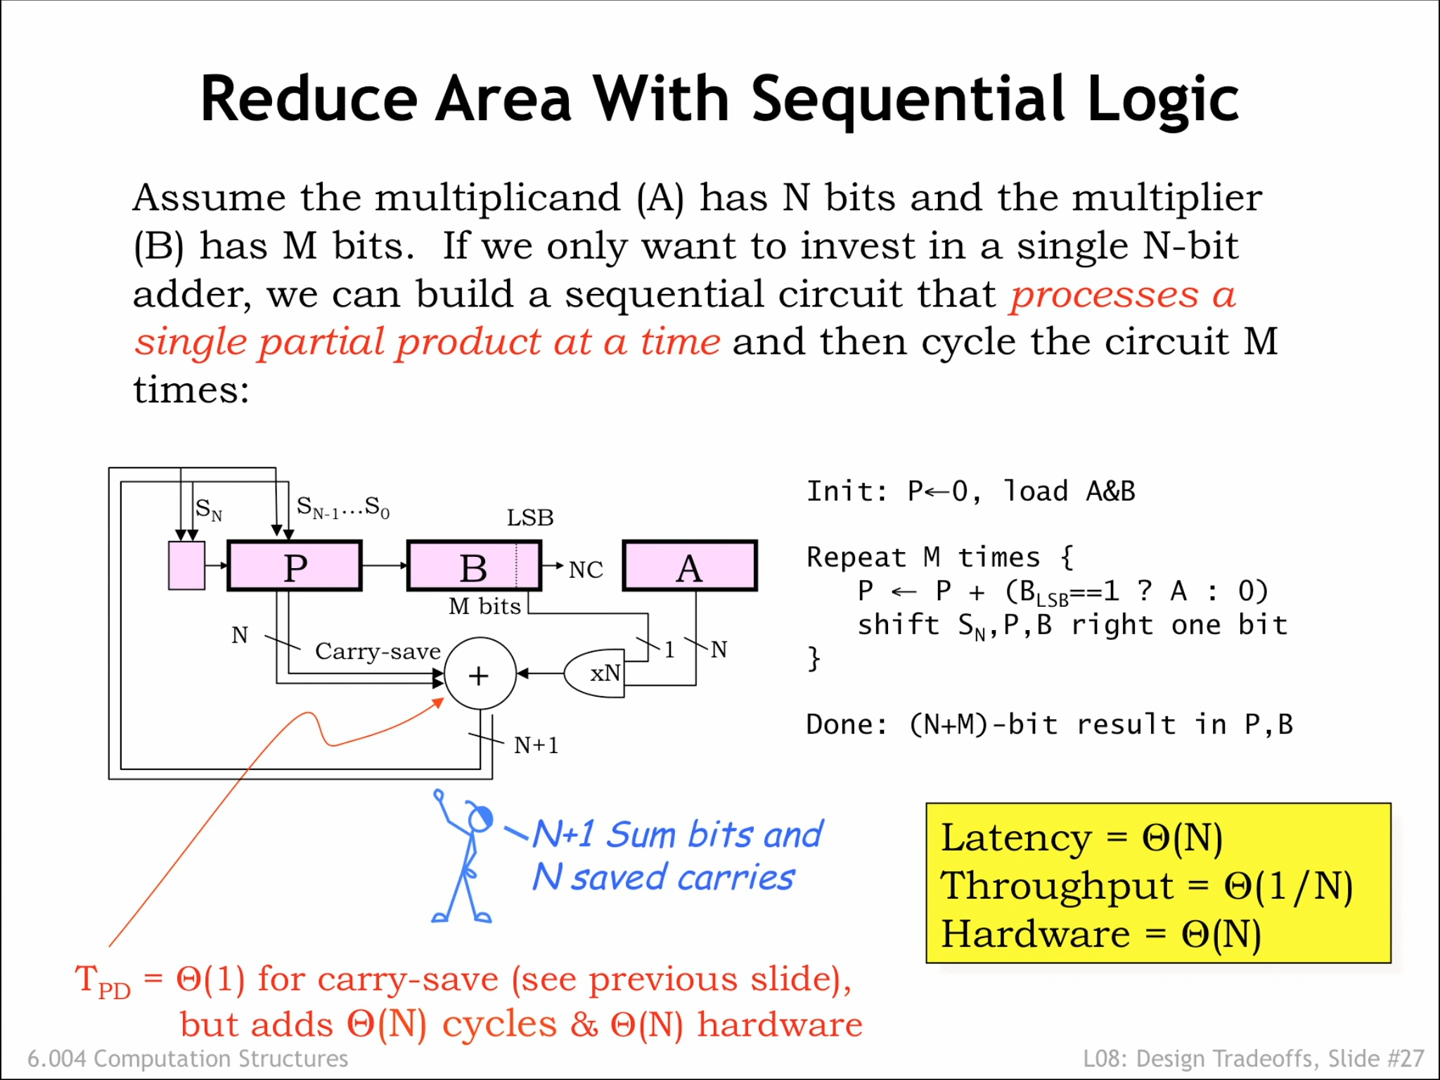 Reduce Area With Sequential Logic
Assume the multiplicand (A) has N bits and the multiplier
(B) has M bits. If we only want to invest in a single N-bit
adder, we can build a sequential circuit that processes a
single partial product at a time and then cycle the circuit M
times:
S_N
S_{N-1}…S_0
LSB
P
B
NC
A
M bits
N
Carry-save
+
xN
1
N
N+1
Init: P←0, load A&B
Repeat M times {
P ← P + (B_{LSB}==1 ? A : 0)
shift S_N,P,B right one bit
}
Done: (N+M)-bit result in P,B
N+1 Sum bits and
N saved carries
Latency = Θ(N)
Throughput = Θ(1/N)
Hardware = Θ(N)
T_{PD} = Θ(1) for carry-save (see previous slide),
but adds Θ(N) cycles & Θ(N) hardware
6.004 Computation Structures
L08: Design Tradeoffs, Slide #27